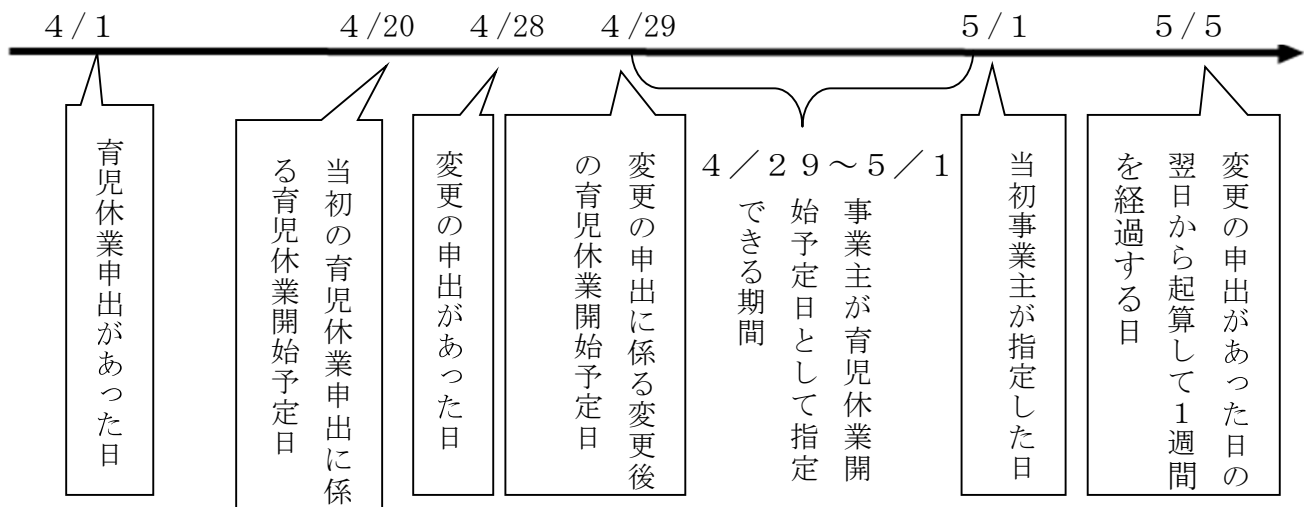 4/1
4/20
4/28
4/29
5/1
5/5
育児休業申出があった日
当初の育児休業申出に係
る育児休業開始予定日
変更の申出があった日
変更の申出に係る変更後
の育児休業開始予定日
4/29～5/1
事業主が育児休業開
始予定日として指定
できる期間
当初事業主が指定した日
変更の申出があった日の
翌日から起算して1週間
を経過する日